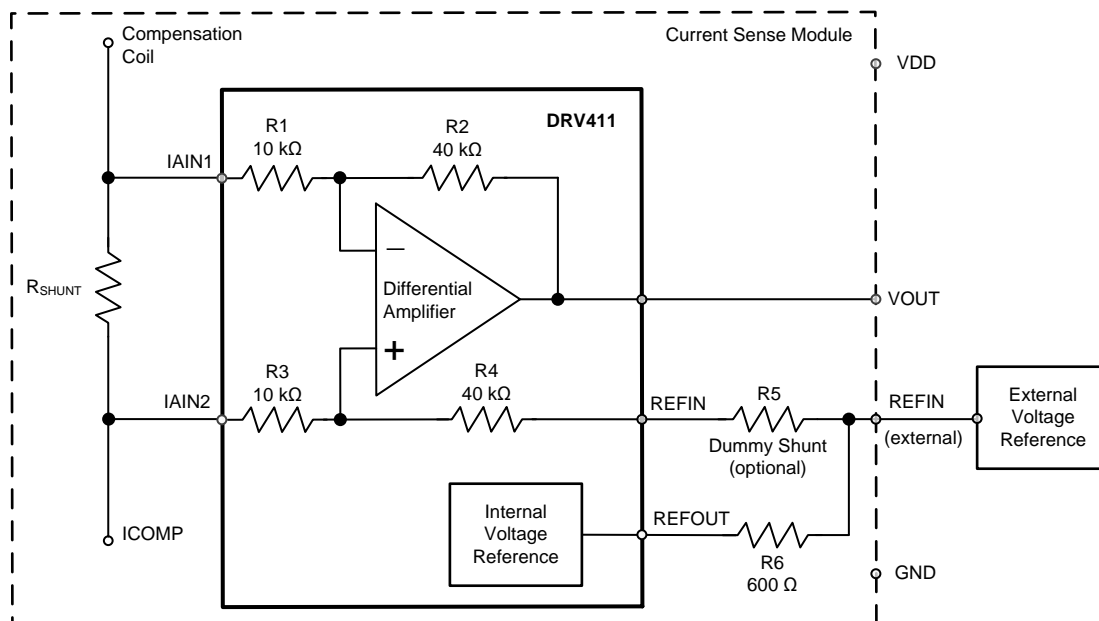 Compensation
Coil
Current Sense Module
VDD
DRV411
R1
10 kΩ
R2
40 kΩ
IAIN1
RSHUNT
–
Differential
Amplifier
+
VOUT
R3
10 kΩ
R4
40 kΩ
IAIN2
REFIN
R5
Dummy Shunt
(optional)
REFIN
(external)
External
Voltage
Reference
Internal
Voltage
Reference
REFOUT
R6
600 Ω
ICOMP
GND